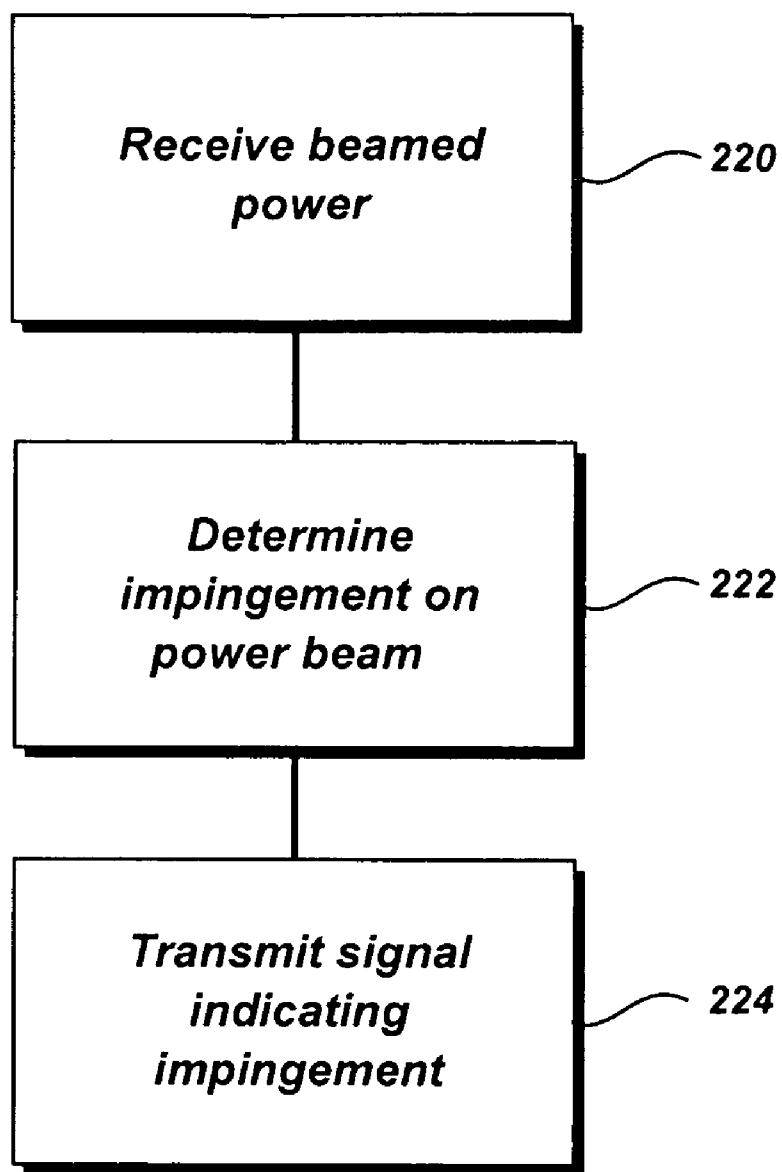 Receive beamed
power
220
Determine
impingement on
power beam
222
Transmit signal
indicating
impingement
224